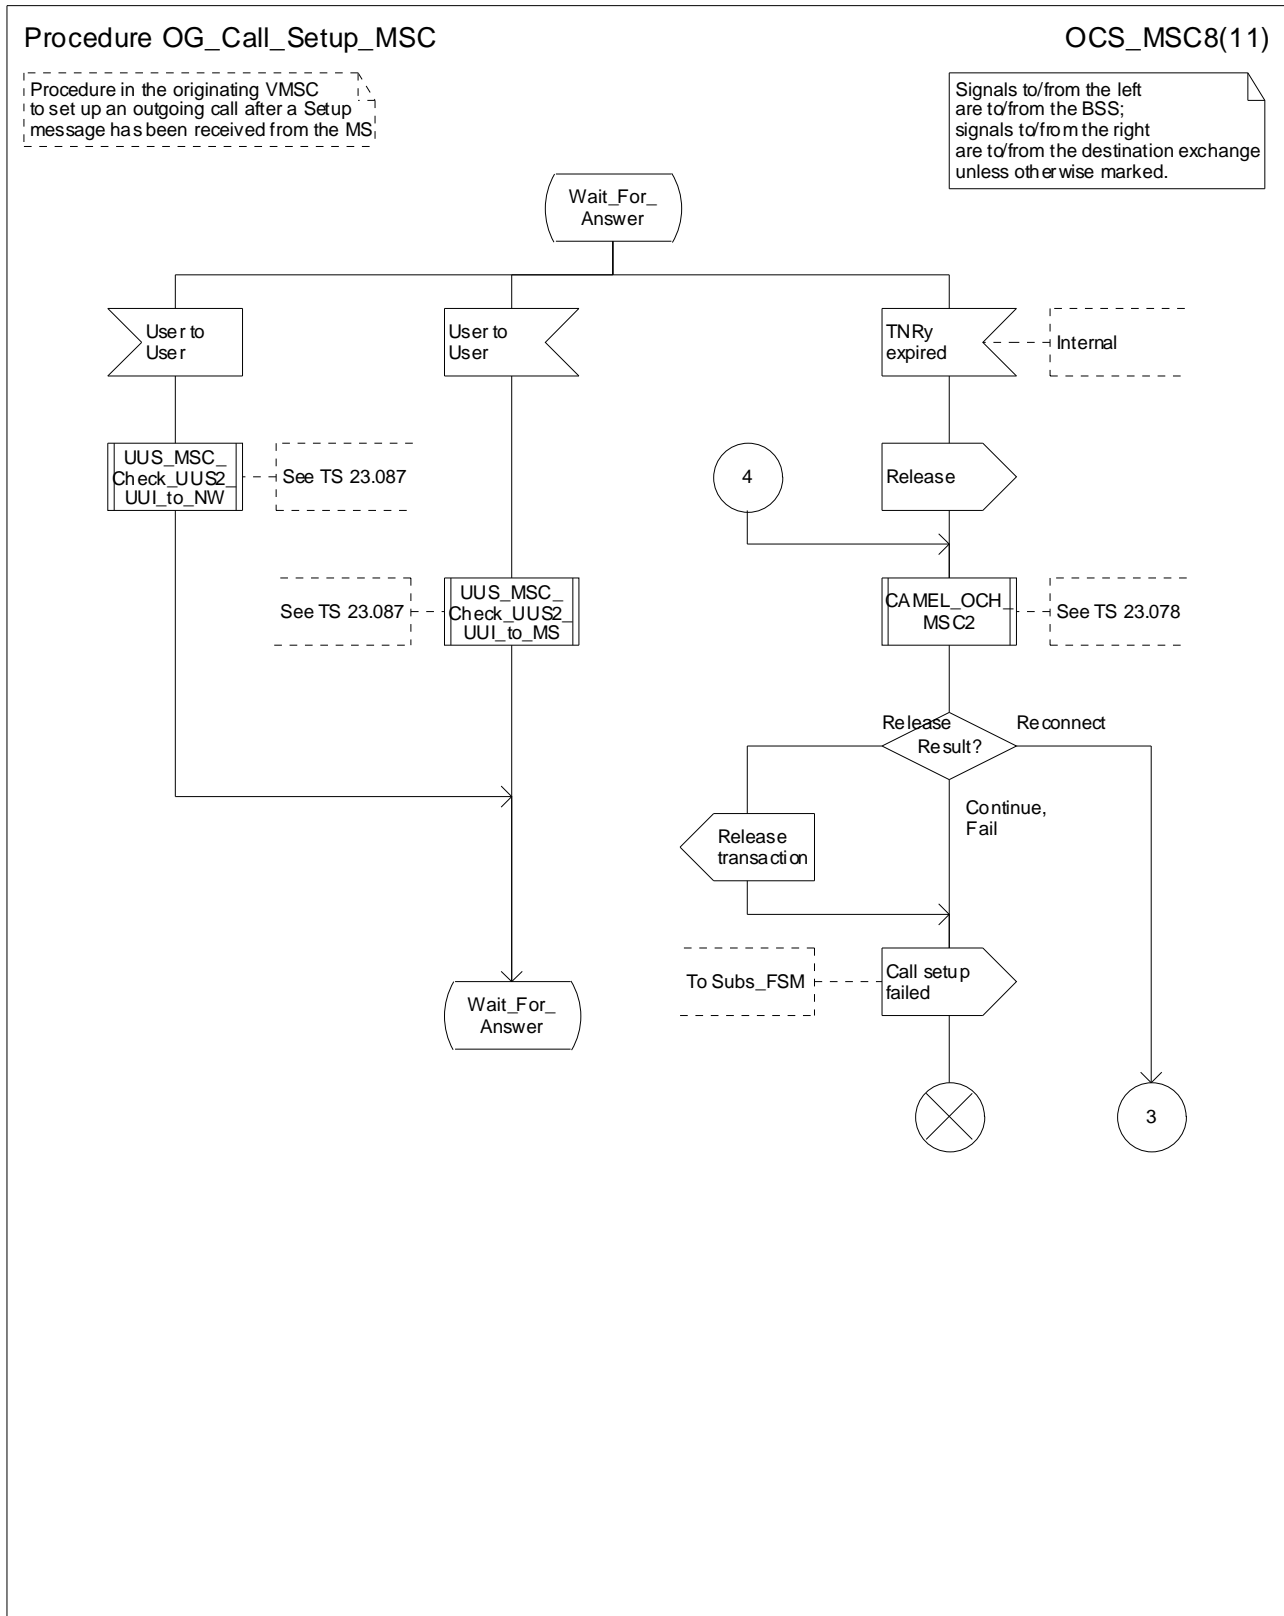 Procedure OG_Call_Setup_MSC
OCS_MSC8(11)
Procedure in the originating VMSC
to set up an outgoing call after a Setup
message has been received from the MS
Signals to/from the left
are to/from the BSS;
signals to/from the right
are to/from the destination exchange
unless otherwise marked.
Wait_For_
Answer
User to
User
User to
User
TNRy
expired
Internal
UUS_MSC_
Check_UUS2_
UUI_to_NW
See TS 23.087
4
Release
See TS 23.087
UUS_MSC_
Check_UUS2_
UUI_to_MS
CAMEL_OCH_
MSC2
See TS 23.078
Release
Reconnect
Result?
Continue,
Fail
Release
transaction
To Subs_FSM
Call setup
failed
Wait_For_
Answer
3